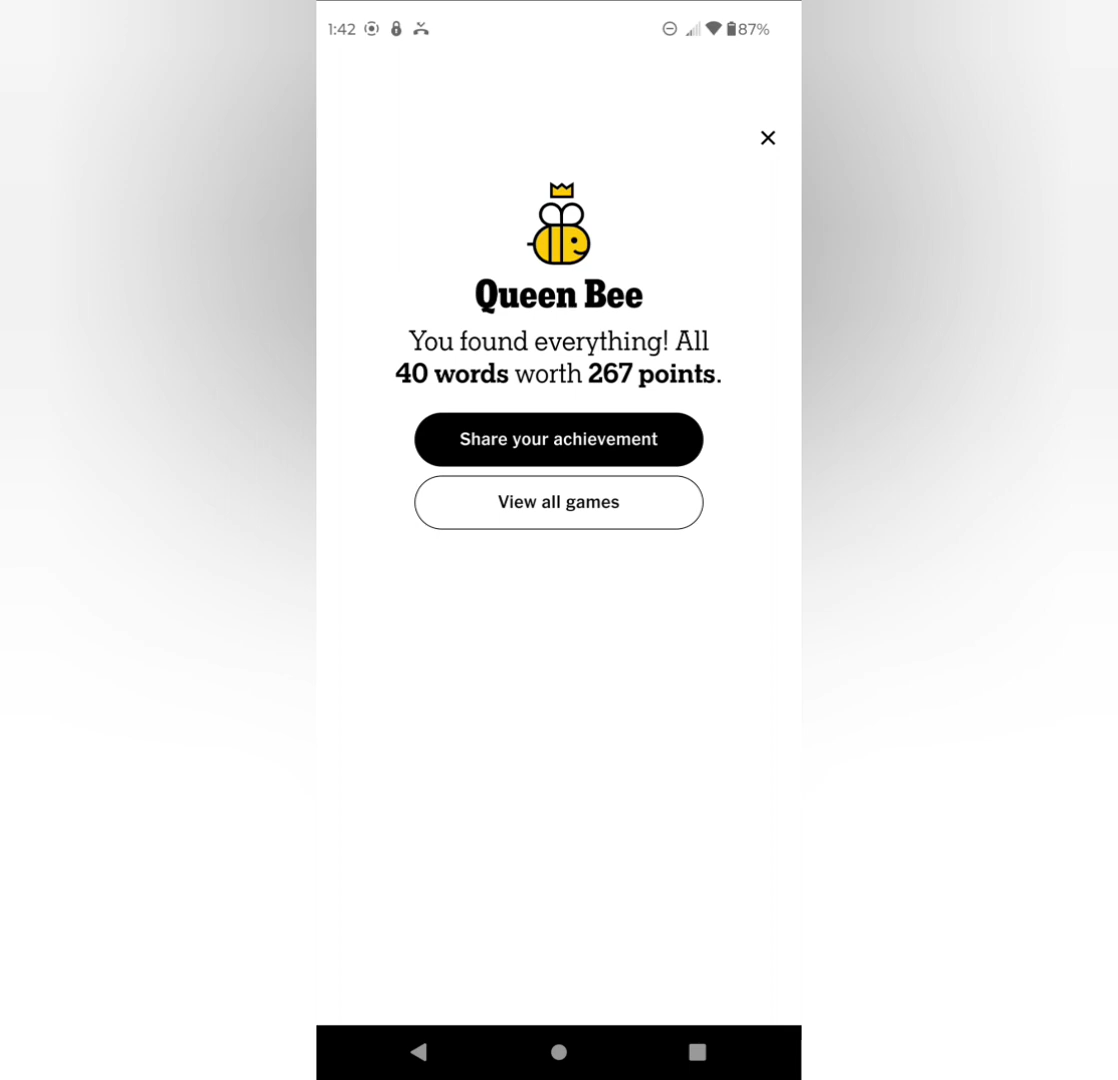 1:42 87%
Queen Bee
You found everything! All
40 words worth 267 points.
Share your achievement
View all games